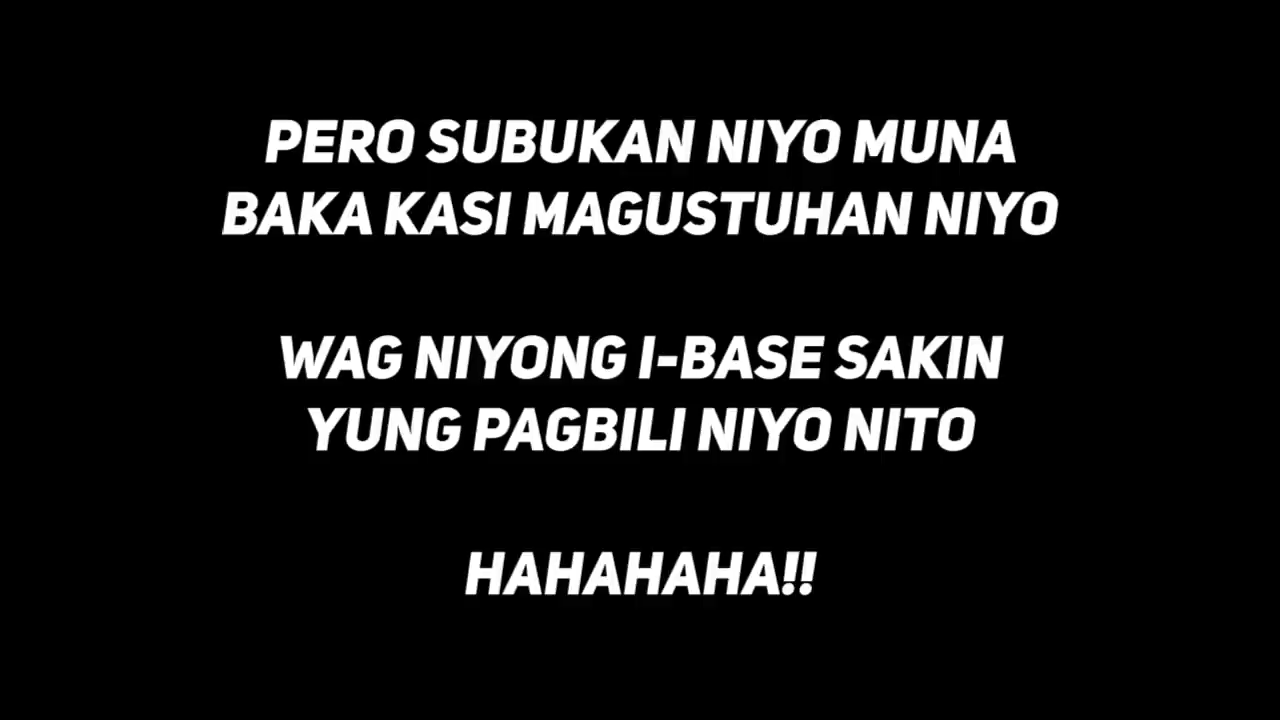 PERO SUBUKAN NIYO MUNA
BAKA KASI MAGUSTUHAN NIYO
WAG NIYONG I-BASE SAKIN
YUNG PAGBILI NIYO NITO
HAHAHAHA!!